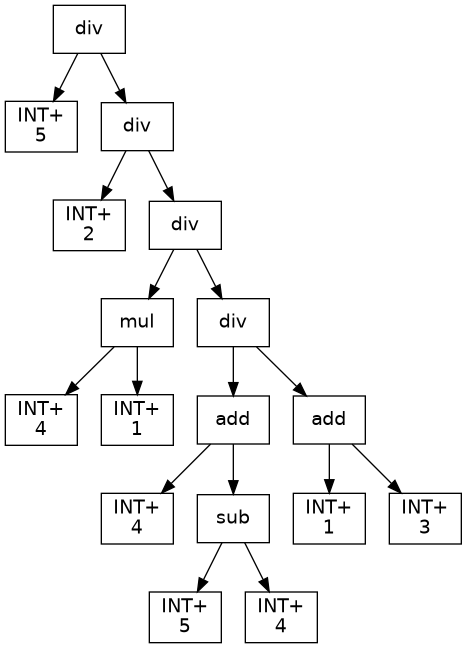 div
INT+
5
div
INT+
2
div
mul
div
INT+
4
INT+
1
add
add
INT+
4
sub
INT+
1
INT+
3
INT+
5
INT+
4